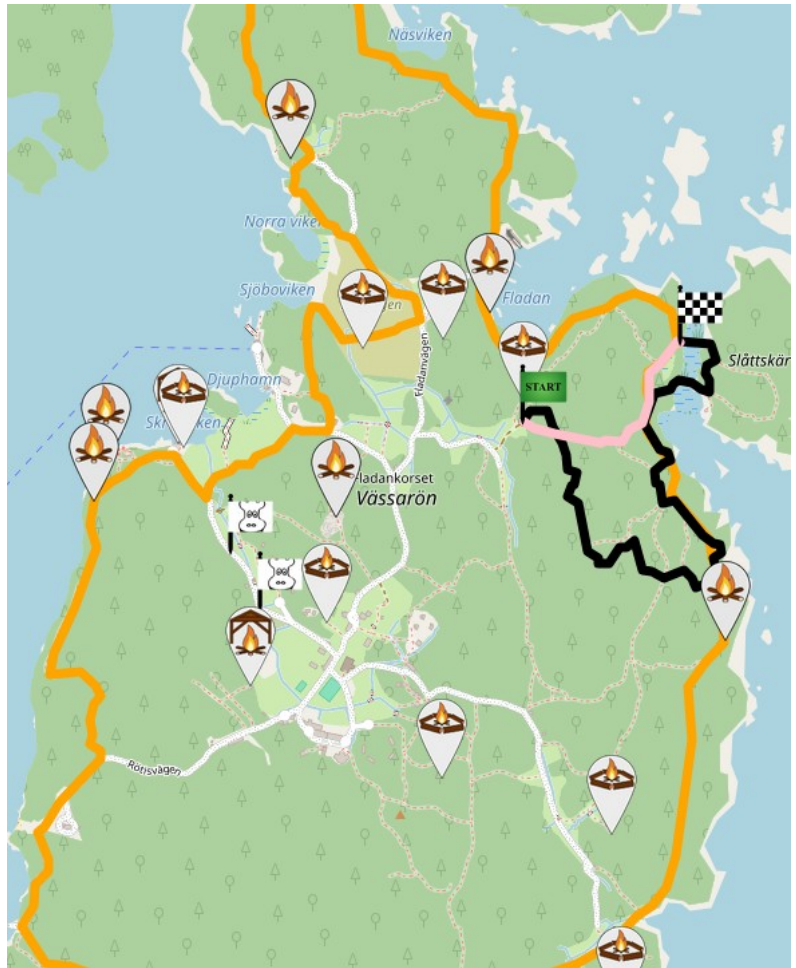 Näsviken
Norra viken
Sjöboviken
Fladan
Djuphamn
Fladanvägen
Slåttskär
START
Vässarön
Rotisvägen